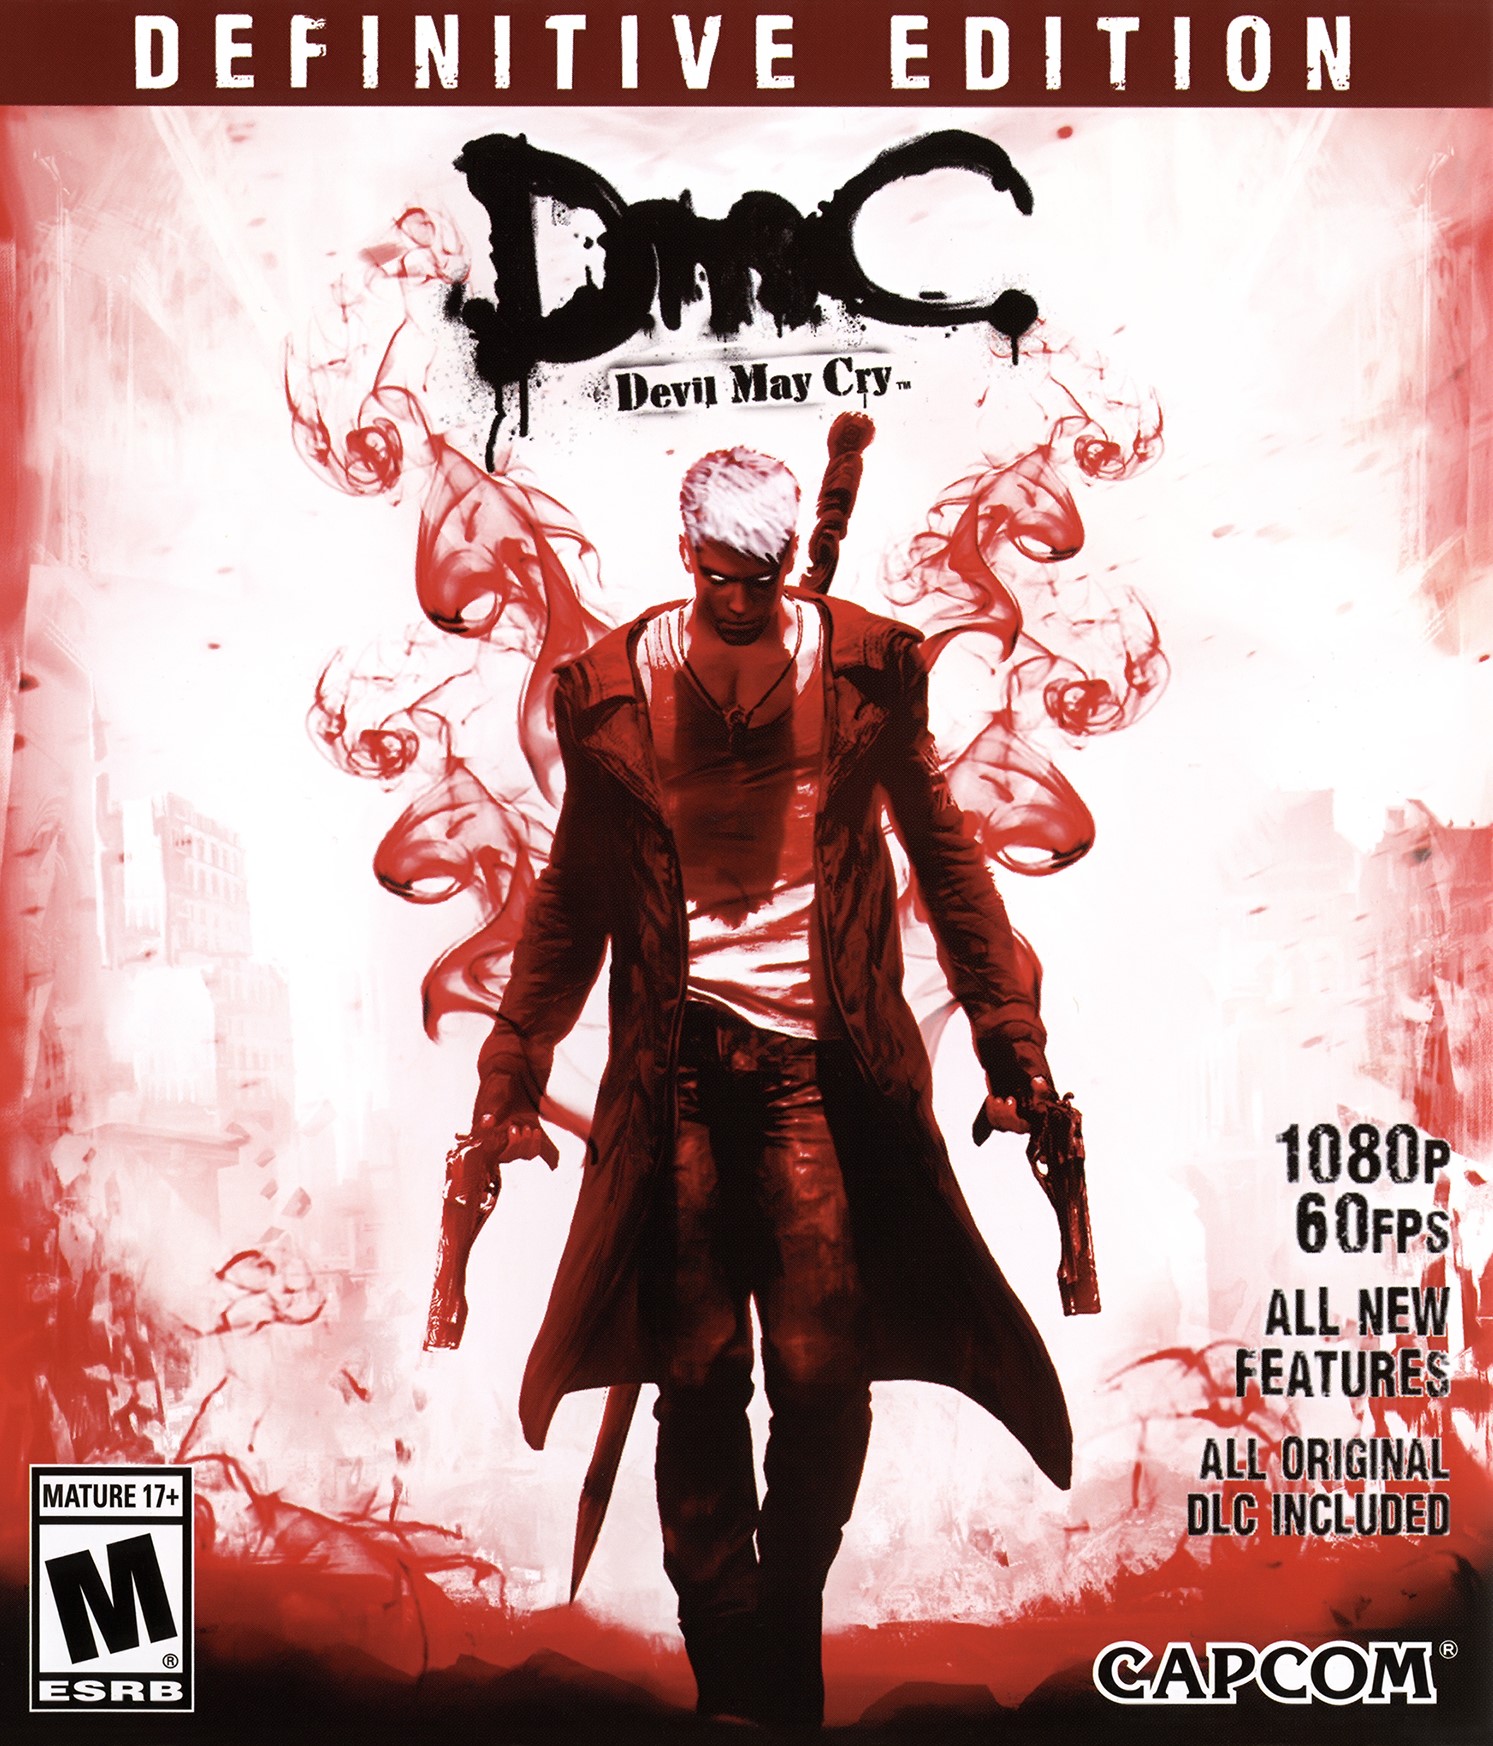 DEFINITIVE EDITION
DmC
Devil May Cry™
1080P
60FPS
ALL NEW
FEATURES
ALL ORIGINAL
DLC INCLUDED
MATURE 17+
M®
ESRB
CAPCOM®